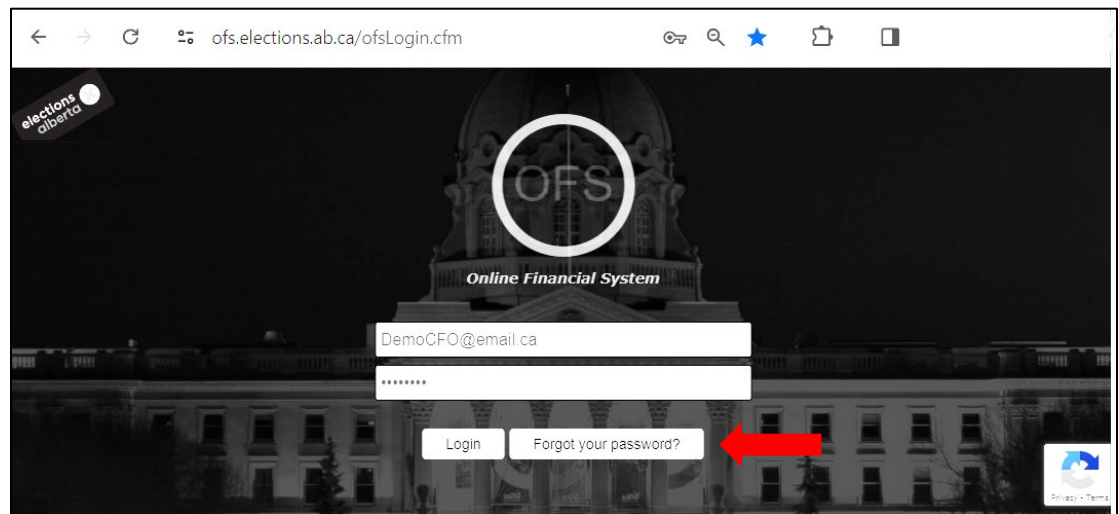 ofs.elections.ab.ca/ofsLogin.cfm
elections
alberta
OFS
Online Financial System
DemoCFO@email.ca
••••••••
Login
Forgot your password?
Privacy • Terms